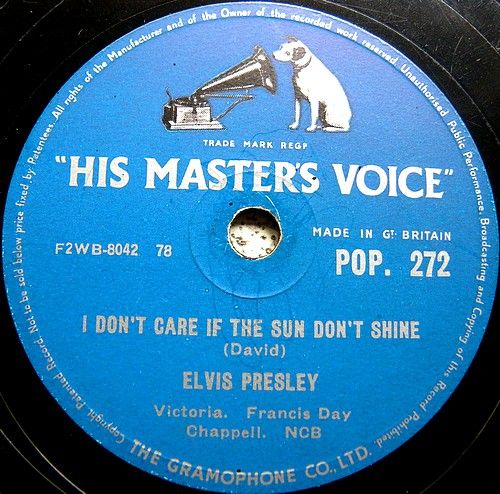 All rights of the Manufacturer and of the Owner of the recorded work reserved Unauthorised Public Performance, Broadcasting and Copying of this Record Prohibited.
TRADE MARK REGD
"HIS MASTER'S VOICE"
F2WB-8042 78
MADE IN GT. BRITAIN
POP. 272
I DON'T CARE IF THE SUN DON'T SHINE
(David)
ELVIS PRESLEY
Victoria. Francis Day
Chappell. NCB
Copyright Patented Record. Not to be sold below price fixed by Patentees.
THE GRAMOPHONE CO., LTD.